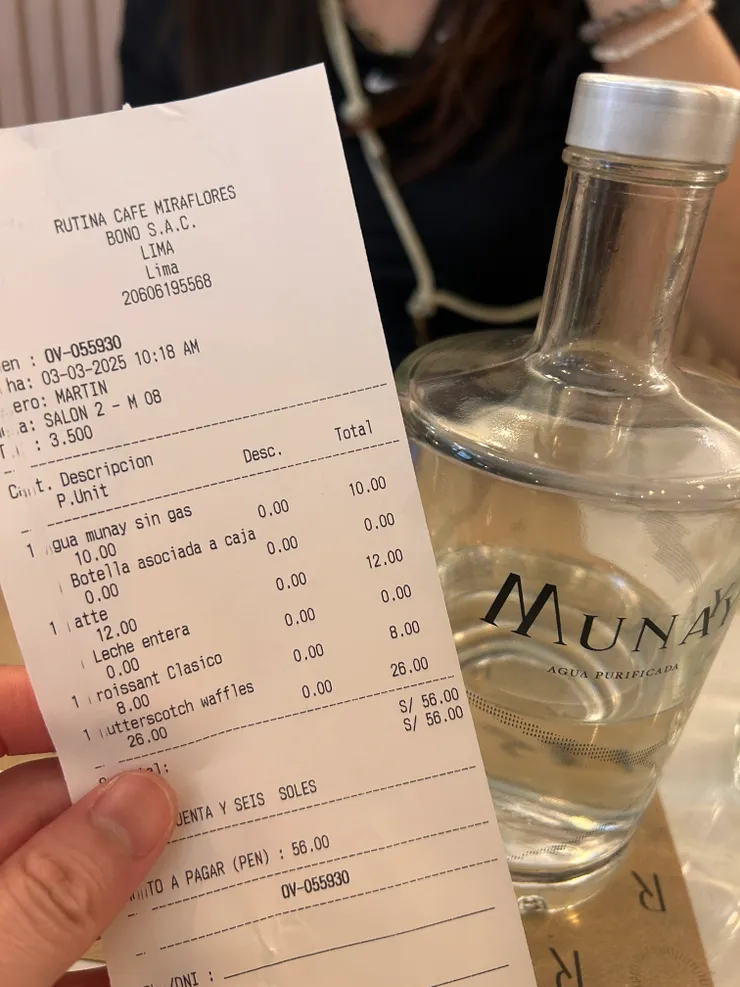 RUTINA CAFE MIRAFLORES
BONO S.A.C.
LIMA
Lima
20606195568
en : OV-055930
ha: 03-03-2025 10:18 AM
ero: MARTIN
a: SALON 2 - M 08
T : 3.500
Cant. Descripcion Desc. Total
P.Unit
1 gua munay sin gas 0.00 10.00
10.00
Botella asociada a caja 0.00 0.00
0.00
1 atte 0.00 12.00
12.00
Leche entera 0.00 0.00
0.00
1 roissant Clasico 0.00 8.00
8.00
1 utterscotch waffles 0.00 26.00
26.00
S/ 56.00
al: S/ 56.00
UENTA Y SEIS SOLES
TO A PAGAR (PEN) : 56.00
OV-055930
/DNI :
MUNAY
AGUA PURIFICADA
R
R